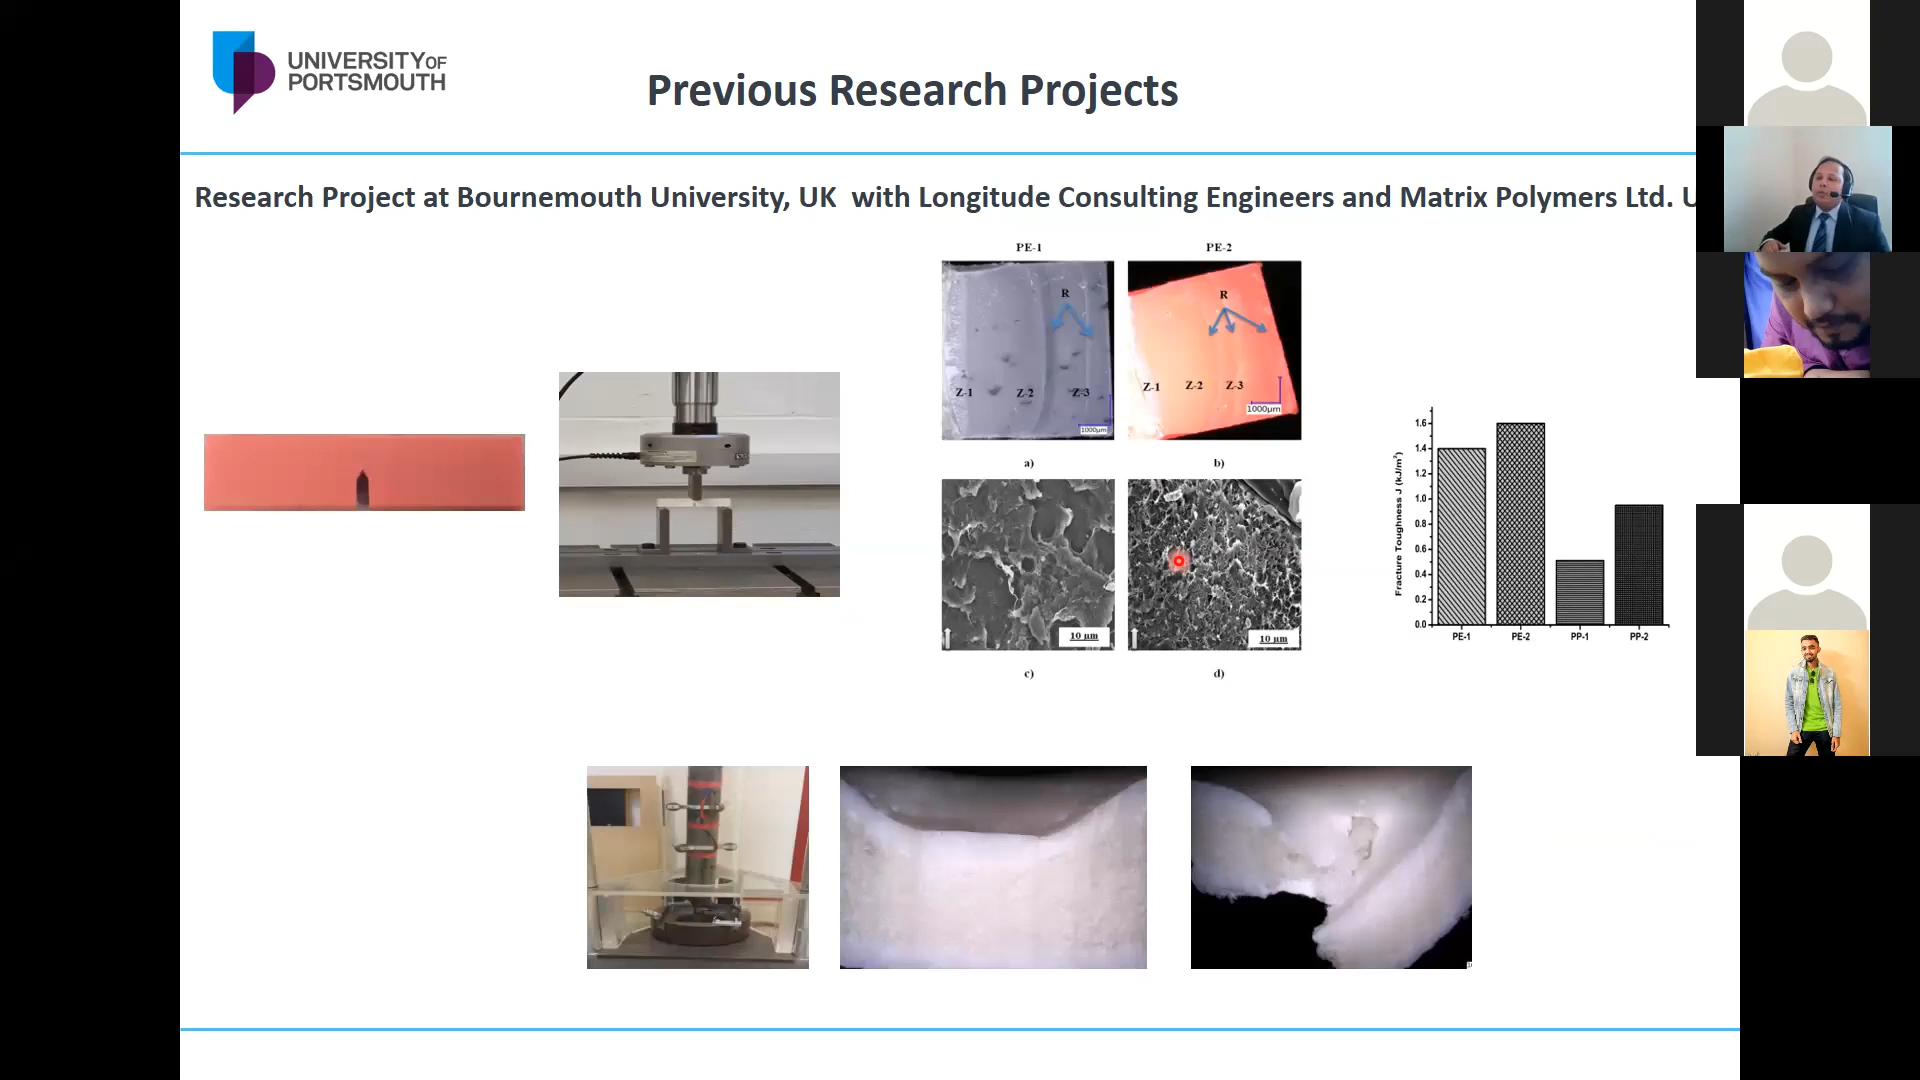 UNIVERSITY OF
PORTSMOUTH
Previous Research Projects
Research Project at Bournemouth University, UK with Longitude Consulting Engineers and Matrix Polymers Ltd. U
PE-1
PE-2
R
R
Z-1
Z-2
Z-3
1000µm
Z-1
Z-2
Z-3
1000µm
a)
b)
10 µm
10 µm
c)
d)
Fracture Toughness J (kJ/m²)
1.6
1.4
1.2
1.0
0.8
0.6
0.4
0.2
0.0
PE-1
PE-2
PP-1
PP-2